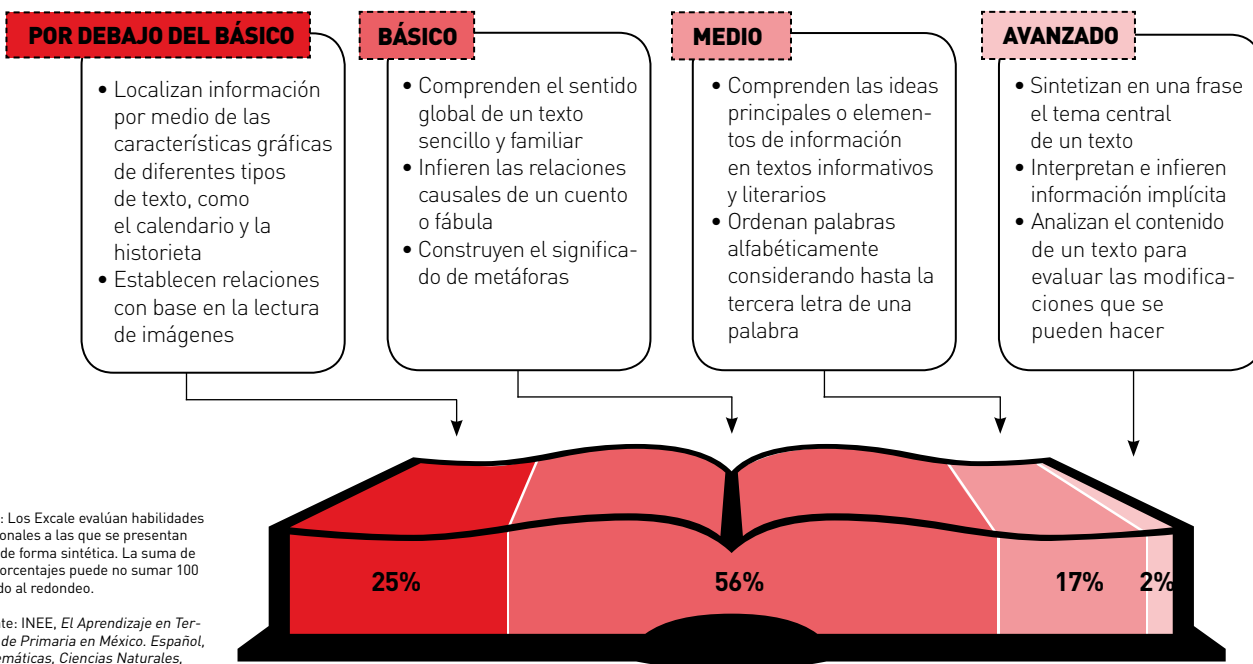 POR DEBAJO DEL BÁSICO
• Localizan información
por medio de las
características gráficas
de diferentes tipos
de texto, como
el calendario y la
historieta
• Establecen relaciones
con base en la lectura
de imágenes
BÁSICO
• Comprenden el sentido
global de un texto
sencillo y familiar
• Infieren las relaciones
causales de un cuento
o fábula
• Construyen el significa-
do de metáforas
MEDIO
• Comprenden las ideas
principales o elemen-
tos de información
en textos informativos
y literarios
• Ordenan palabras
alfabéticamente
considerando hasta la
tercera letra de una
palabra
AVANZADO
• Sintetizan en una frase
el tema central
de un texto
• Interpretan e infieren
información implícita
• Analizan el contenido
de un texto para
evaluar las modifica-
ciones que se
pueden hacer
25%
56%
17%
2%
: Los Excale evalúan habilidades
a las que se presentan
de forma sintética. La suma de
puede no sumar 100
al redondeo.
INEE, El Aprendizaje en Ter-
de Primaria en México. Español,
Ciencias Naturales,